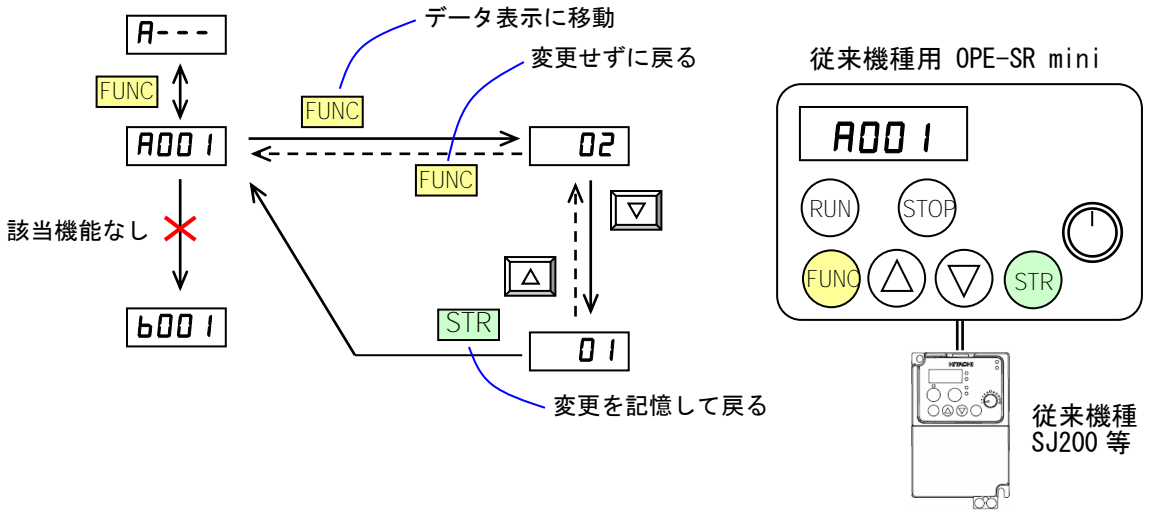 データ表示に移動
A---
変更せずに戻る
従来機種用 OPE-SR mini
FUNC
FUNC
A001
A001
02
FUNC
RUN
STOP
該当機能なし
FUNC
STR
b001
STR
01
HITACHI
変更を記憶して戻る
従来機種
SJ200 等